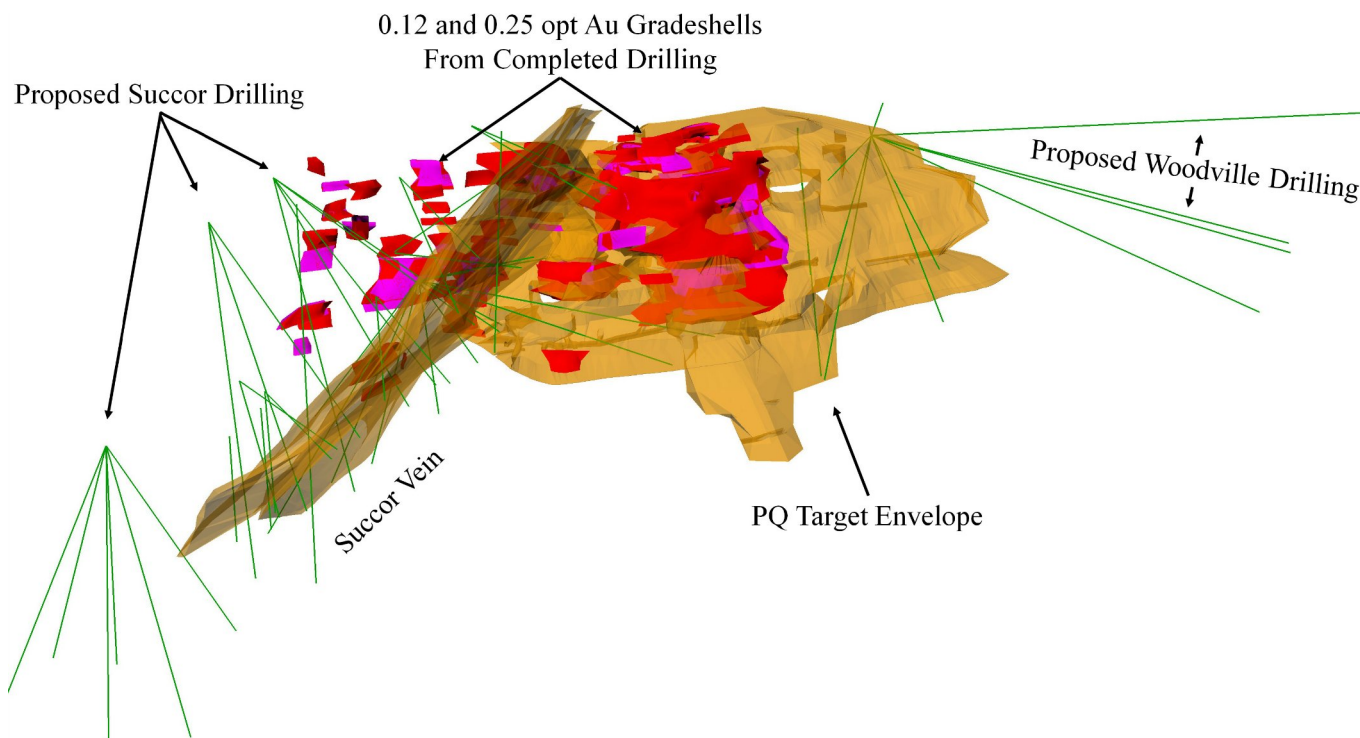 0.12 and 0.25 opt Au Gradeshells
From Completed Drilling
Proposed Succor Drilling
Proposed Woodville Drilling
Succor Vein
PQ Target Envelope